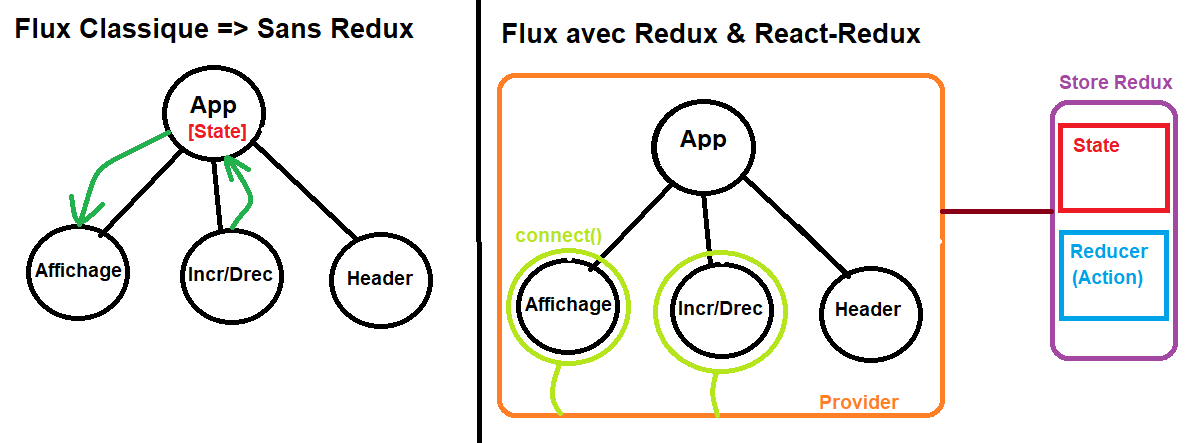 Flux Classique => Sans Redux
App
[State]
Affichage
Incr/Drec
Header
Flux avec Redux & React-Redux
App
connect()
Affichage
Incr/Drec
Header
Provider
Store Redux
State
Reducer
(Action)